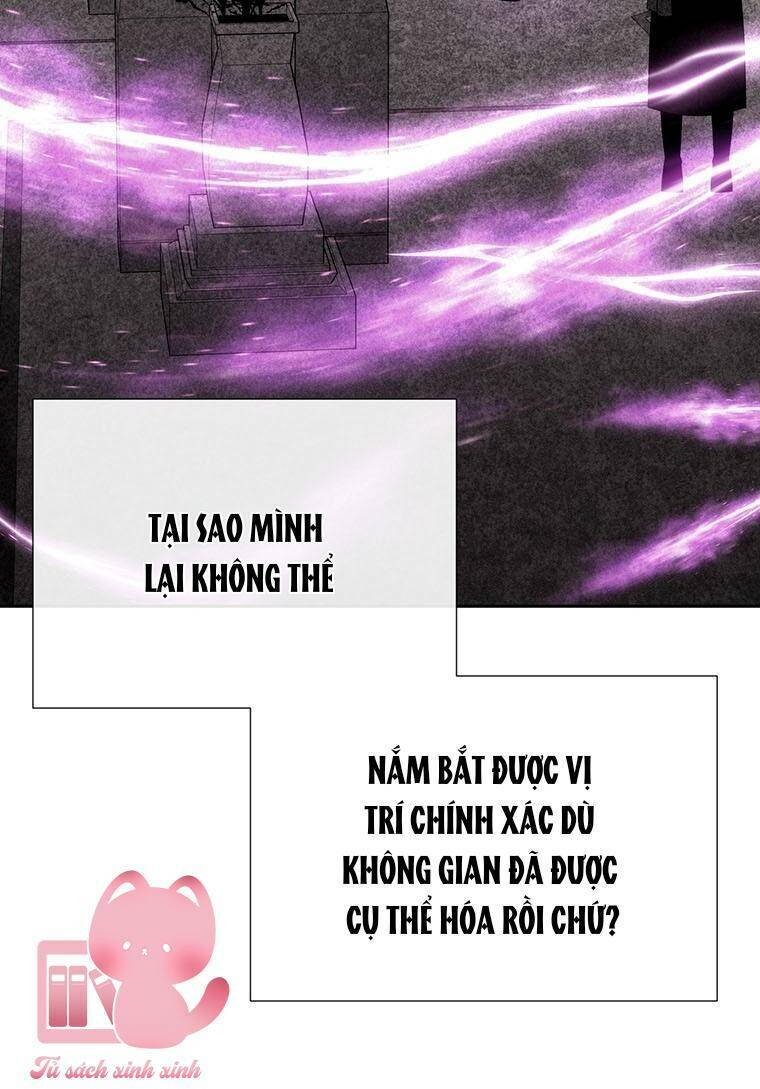 TẠI SAO MÌNH
LẠI KHÔNG THỂ
NẮM BẮT ĐƯỢC VỊ
TRÍ CHÍNH XÁC DÙ
KHÔNG GIAN ĐÃ ĐƯỢC
CỤ THỂ HÓA RỒI CHỨ?
Tủ sách xinh xinh